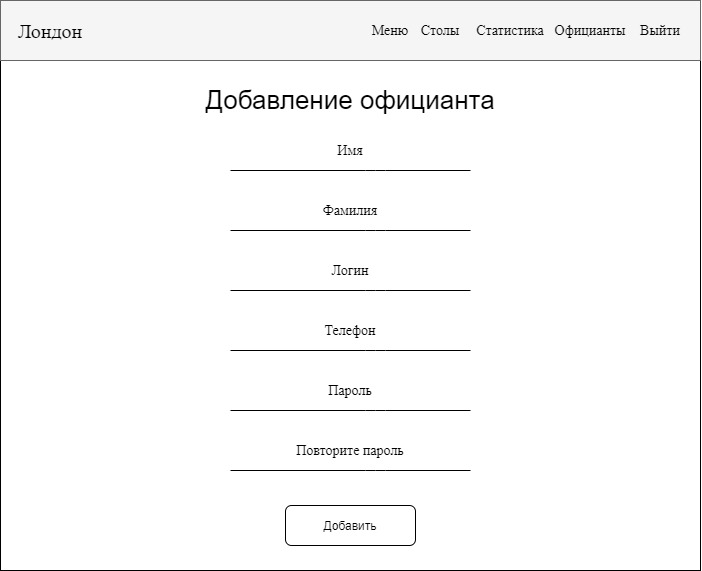 Лондон
Меню Столы Статистика Официанты Выйти
Добавление официанта
Имя
Фамилия
Логин
Телефон
Пароль
Повторите пароль
Добавить